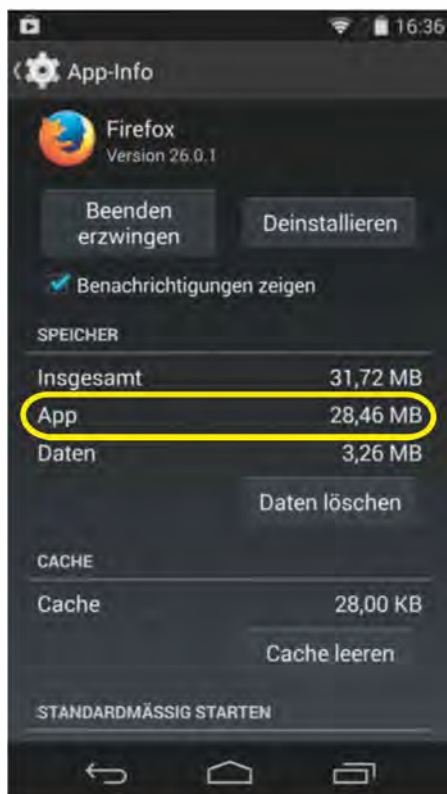 16:36
App-Info
Firefox
Version 26.0.1
Beenden
erzwingen
Deinstallieren
Benachrichtigungen zeigen
SPEICHER
Insgesamt 31,72 MB
App 28,46 MB
Daten 3,26 MB
Daten löschen
CACHE
Cache 28,00 KB
Cache leeren
STANDARDMÄSSIG STARTEN